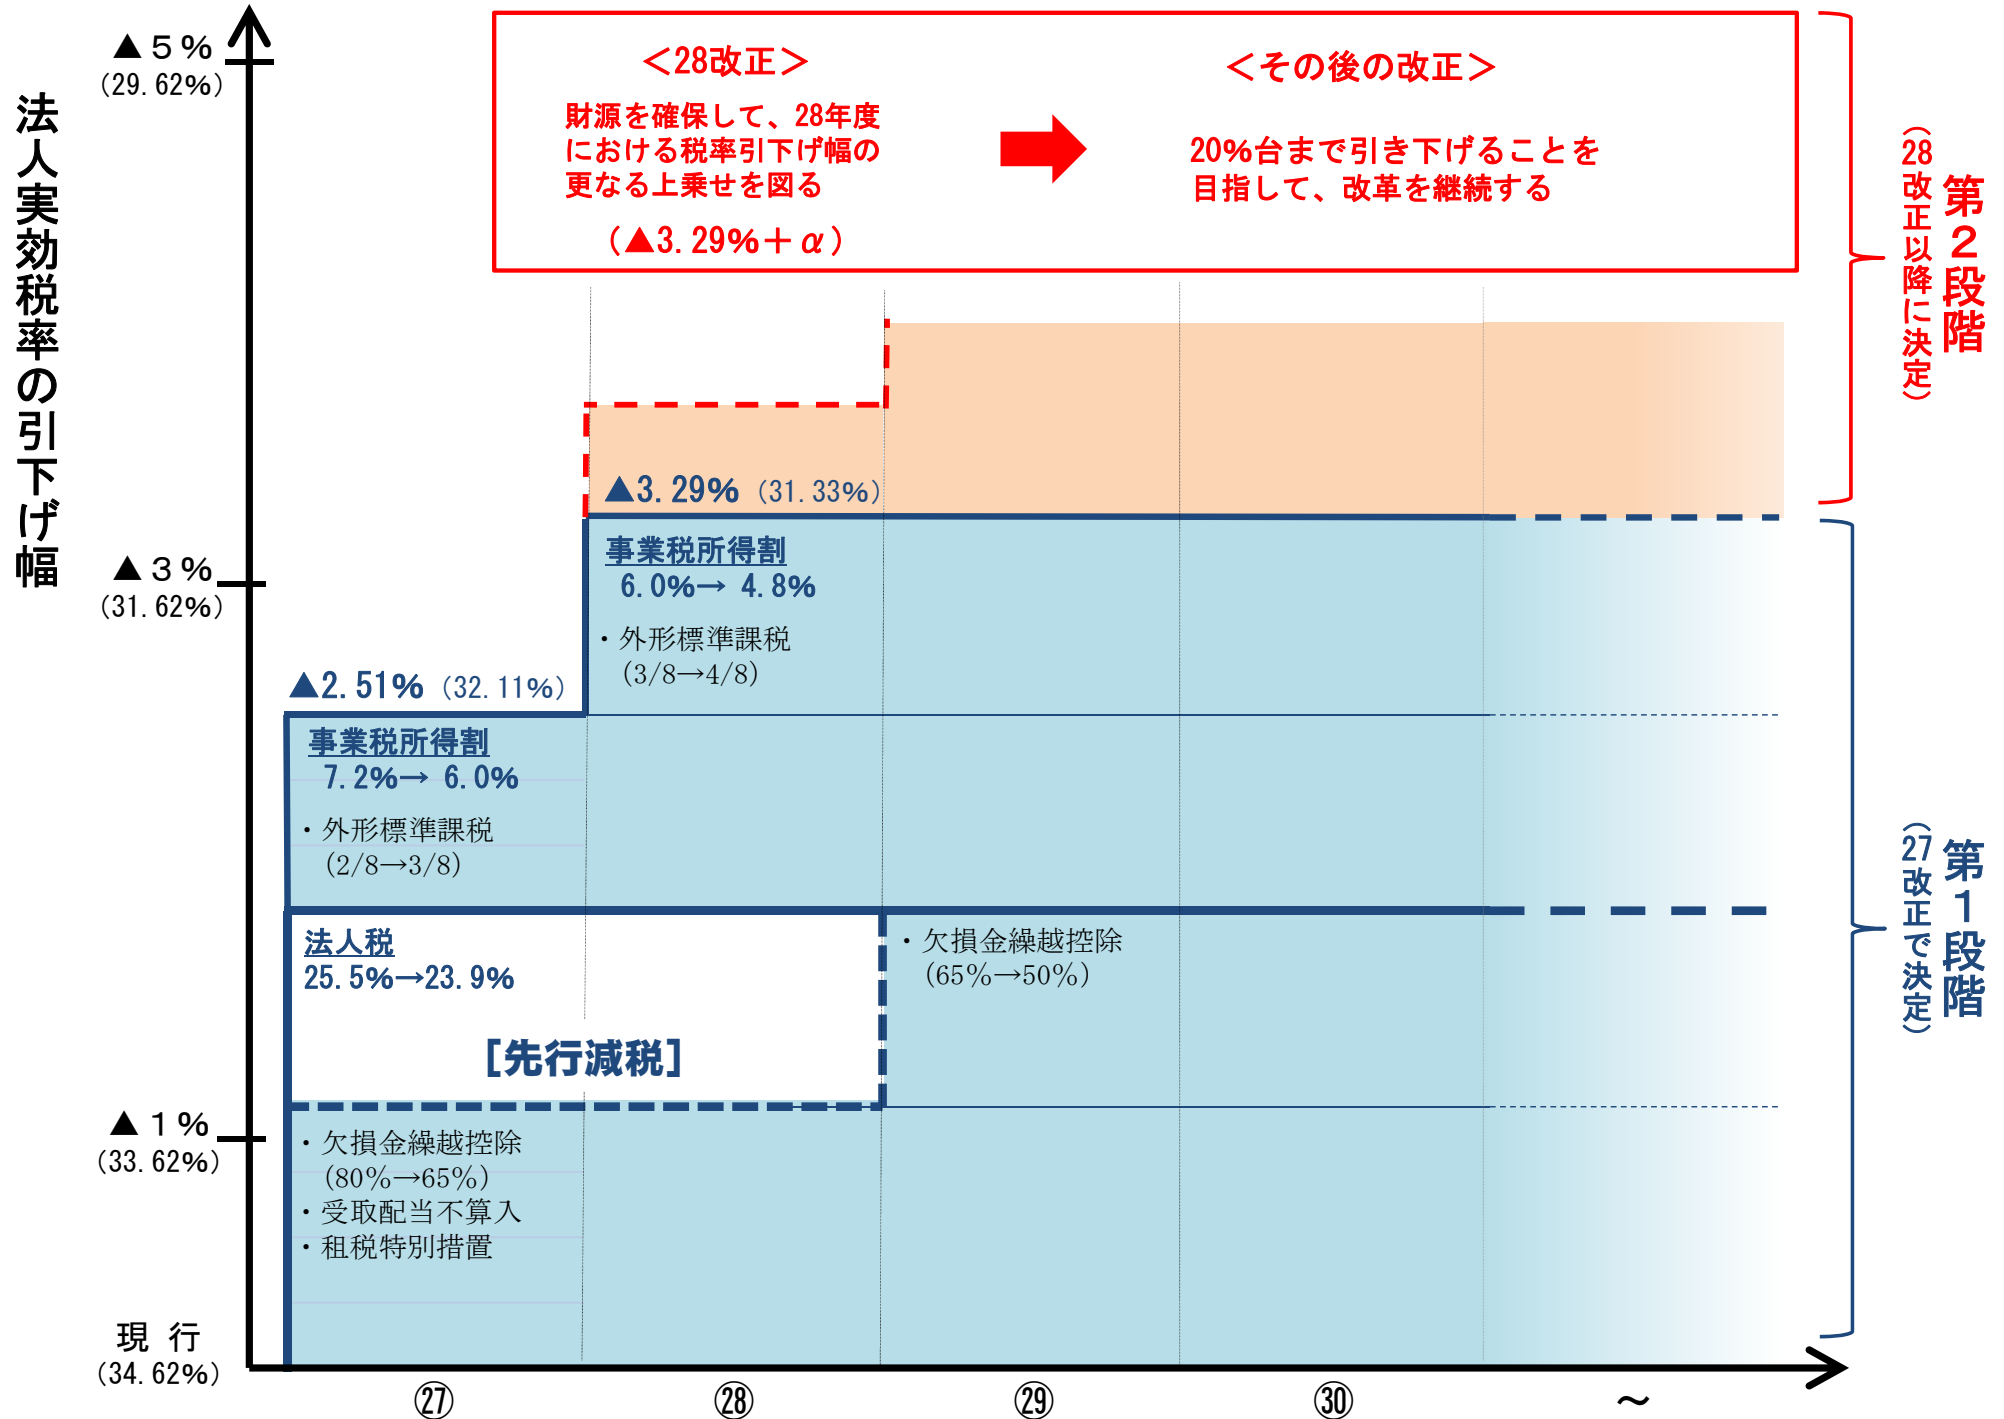 法人実効税率の引下げ幅
▲５%
(29.62%)
▲３%
(31.62%)
▲１%
(33.62%)
現 行
(34.62%)
＜28改正＞
財源を確保して、28年度
における税率引下げ幅の
更なる上乗せを図る
(▲3.29%＋α)
＜その後の改正＞
20%台まで引き下げることを
目指して、改革を継続する
第２段階
(28改正以降に決定)
▲3.29% (31.33%)
事業税所得割
6.0%→ 4.8%
・外形標準課税
(3/8→4/8)
▲2.51% (32.11%)
事業税所得割
7.2%→ 6.0%
・外形標準課税
(2/8→3/8)
法人税
25.5%→23.9%
[先行減税]
・欠損金繰越控除
(65%→50%)
・欠損金繰越控除
(80%→65%)
・受取配当不算入
・租税特別措置
第１段階
(27改正で決定)
㉗ ㉘ ㉙ ㉚ ～